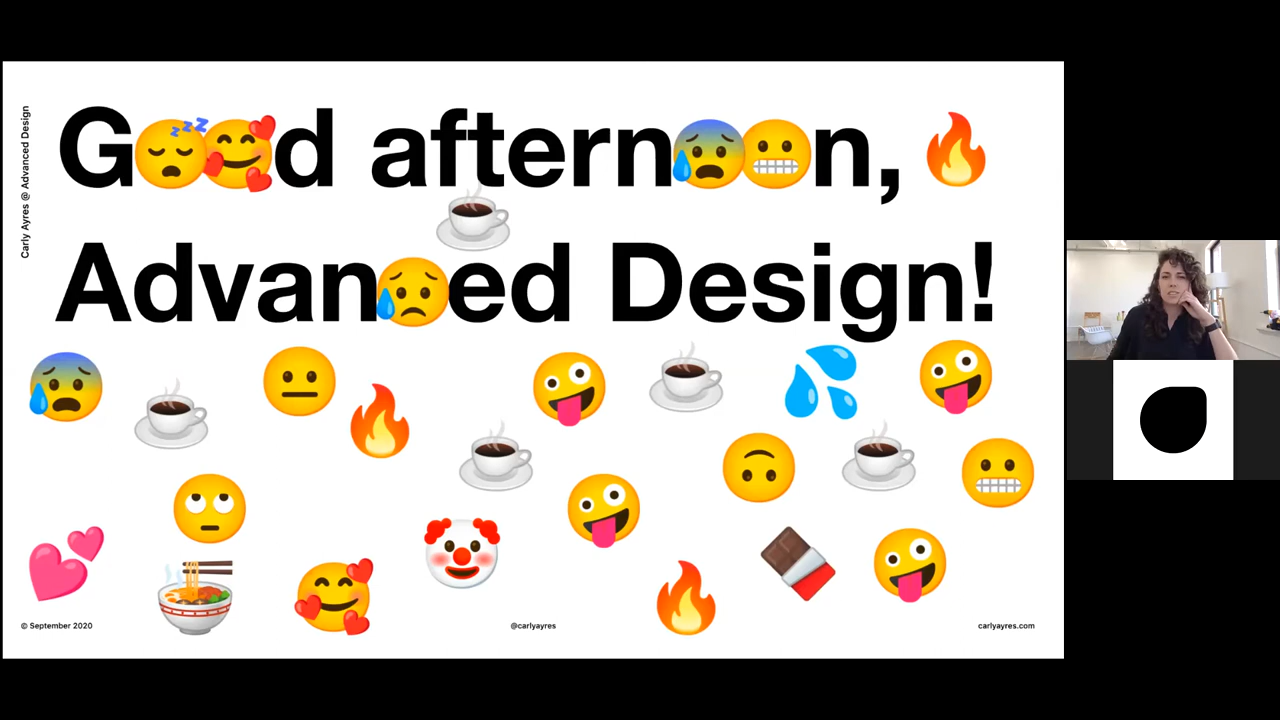 Carly Ayres @ Advanced Design
G😴🥰d aftern😰😬n, 🔥
Advan😥ed Design!
© September 2020
@carlyayres
carlyayres.com